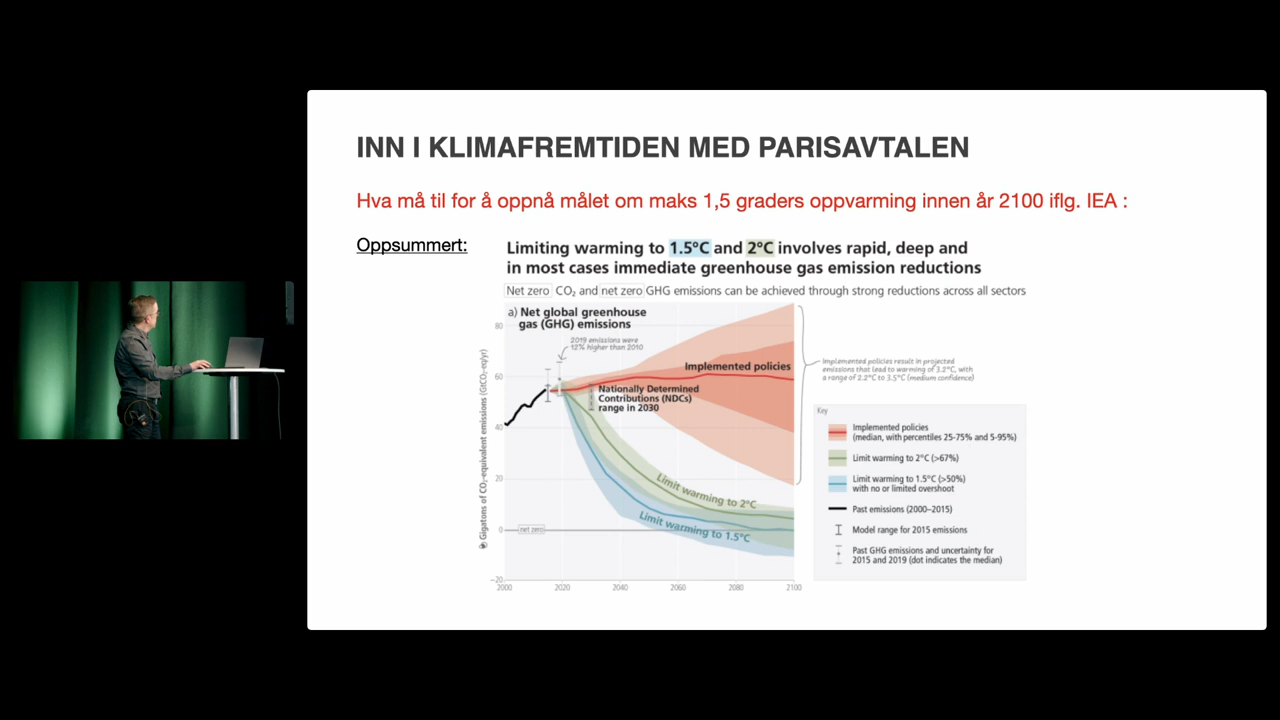 INN I KLIMAFREMTIDEN MED PARISAVTALEN
Hva må til for å oppnå målet om maks 1,5 graders oppvarming innen år 2100 iflg. IEA :
Oppsummert:
Limiting warming to 1.5°C and 2°C involves rapid, deep and
in most cases immediate greenhouse gas emission reductions
Net zero CO₂ and net zero GHG emissions can be achieved through strong reductions across all sectors
a) Net global greenhouse
gas (GHG) emissions
2019 emissions were
12% higher than 2010
Gigatons of CO₂-equivalent emissions (GtCO₂-eq/yr)
80
60
40
20
0
-20
net zero
2000
2020
2040
2060
2080
2100
Implemented policies
Nationally Determined
Contributions (NDCs)
range in 2030
Limit warming to 2°C
Limit warming to 1.5°C
Implemented policies result in projected
emissions that lead to warming of 3.2°C, with
a range of 2.2°C to 3.5°C (medium confidence)
Key
Implemented policies
(median, with percentiles 25-75% and 5-95%)
Limit warming to 2°C (>67%)
Limit warming to 1.5°C (>50%)
with no or limited overshoot
Past emissions (2000–2015)
Model range for 2015 emissions
Past GHG emissions and uncertainty for
2015 and 2019 (dot indicates the median)